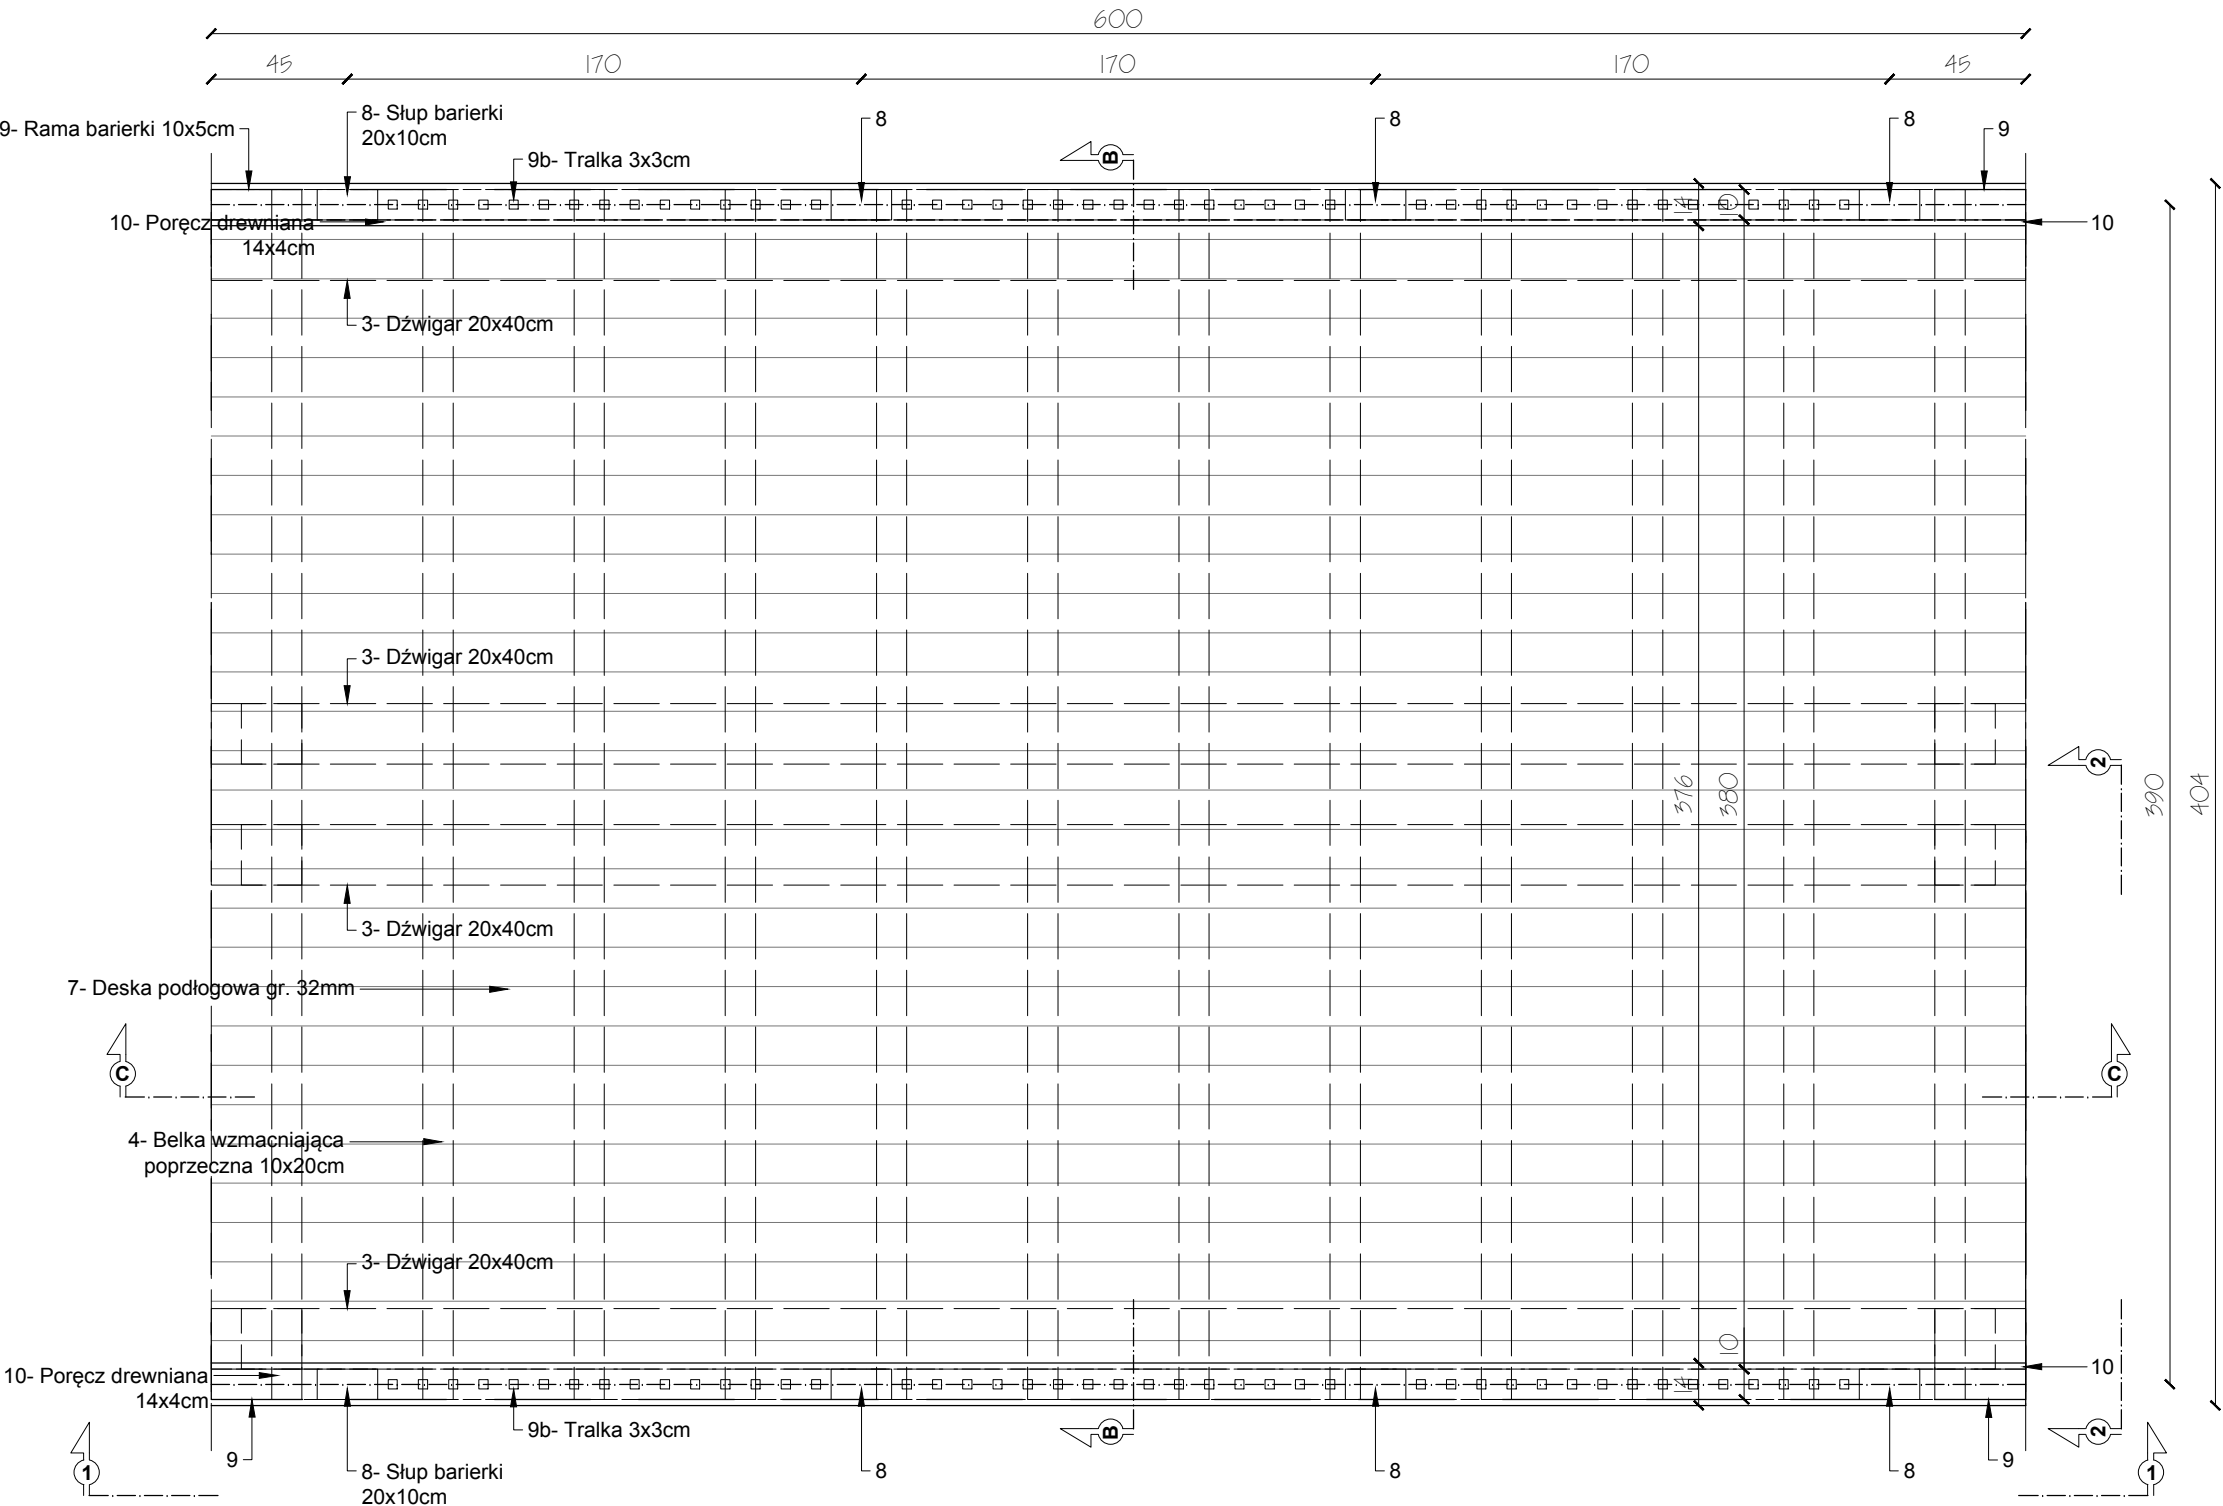 600
45
170
170
170
45
8- Słup barierki
20x10cm
8
8
8
9- Rama barierki 10x5cm
9
9b- Tralka 3x3cm
B
14
10
10- Poręcz drewniana
14x4cm
10
3- Dźwigar 20x40cm
3- Dźwigar 20x40cm
2
376
380
390
404
3- Dźwigar 20x40cm
7- Deska podłogowa gr. 32mm
C
C
4- Belka wzmacniająca
poprzeczna 10x20cm
3- Dźwigar 20x40cm
10
10- Poręcz drewniana
14x4cm
10
14
9b- Tralka 3x3cm
B
2
9
8- Słup barierki
20x10cm
8
8
8
9
1
1